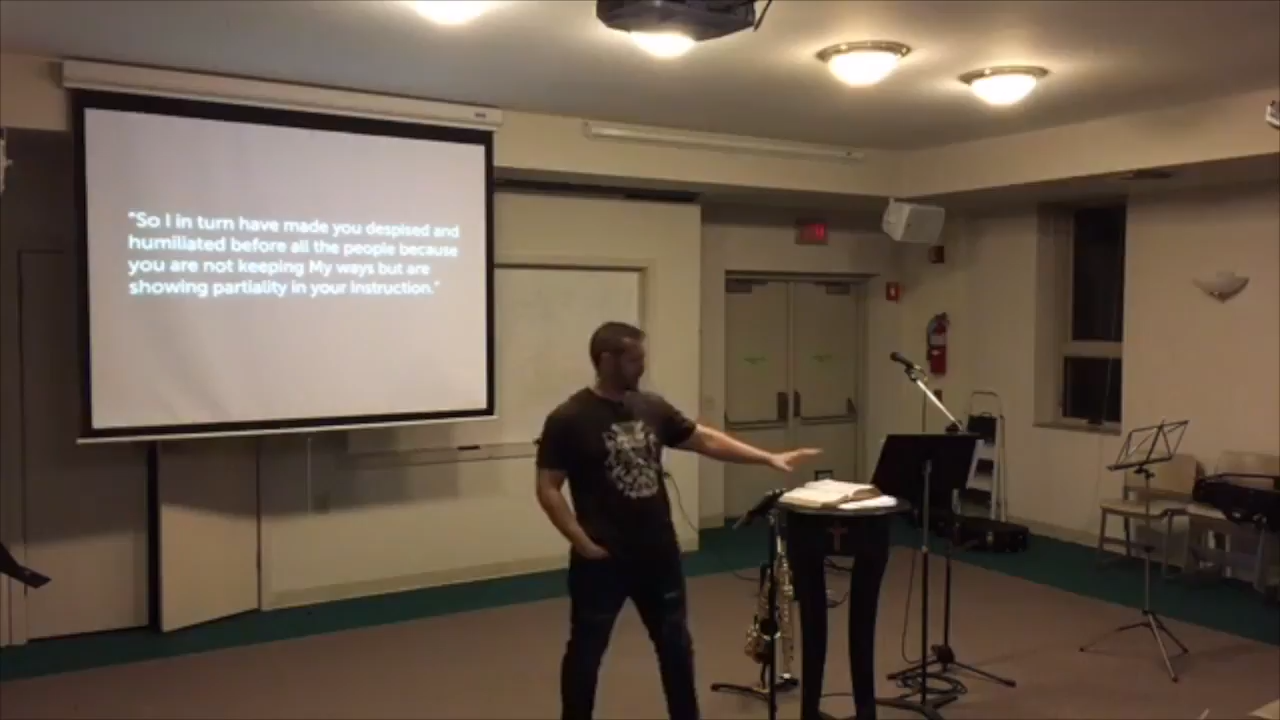 "So I in turn have made you despised and
humiliated before all the people because
you are not keeping My ways but are
showing partiality in your instruction."